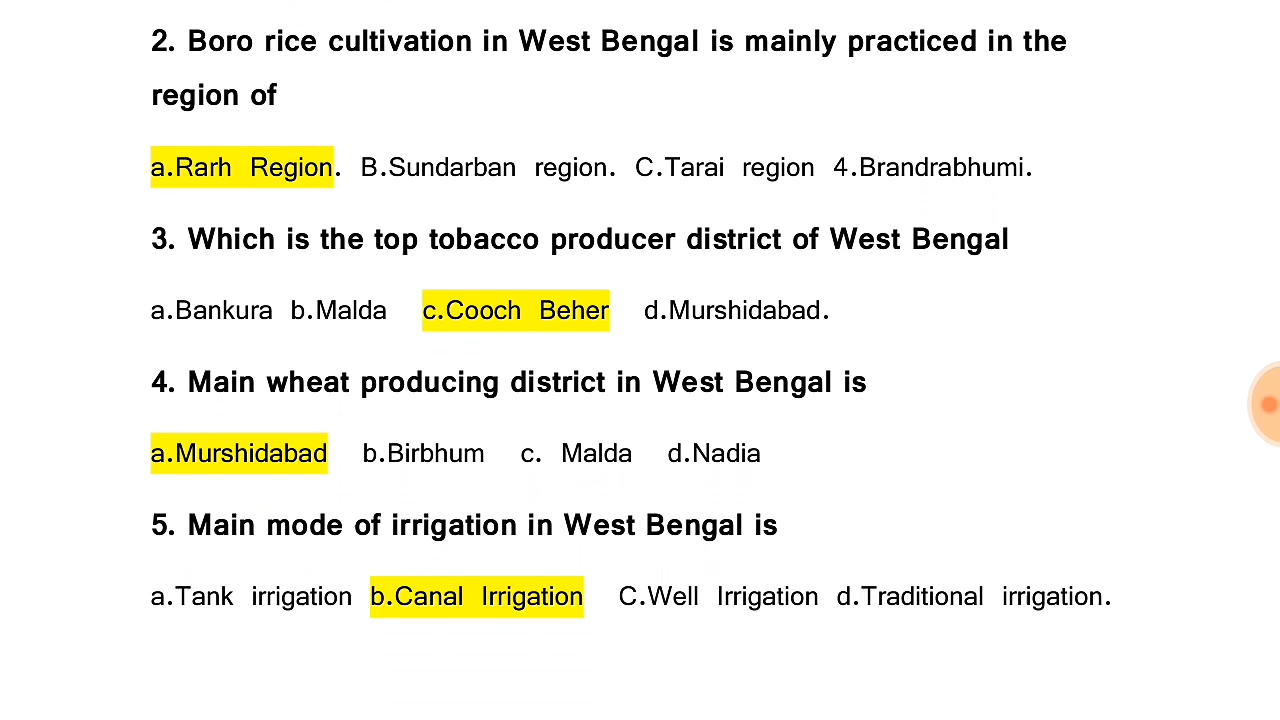 2. Boro rice cultivation in West Bengal is mainly practiced in the
region of
a.Rarh Region. B.Sundarban region. C.Tarai region 4.Brandrabhumi.
3. Which is the top tobacco producer district of West Bengal
a.Bankura b.Malda c.Cooch Beher d.Murshidabad.
4. Main wheat producing district in West Bengal is
a.Murshidabad b.Birbhum c. Malda d.Nadia
5. Main mode of irrigation in West Bengal is
a.Tank irrigation b.Canal Irrigation C.Well Irrigation d.Traditional irrigation.